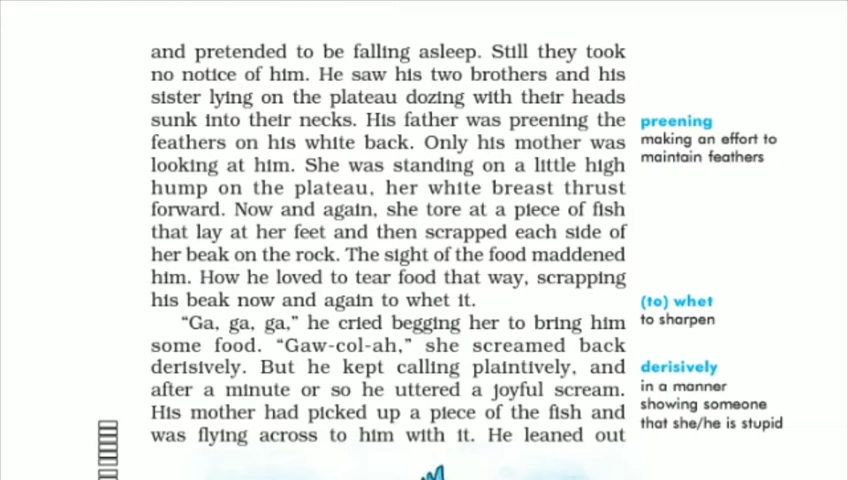 and pretended to be falling asleep. Still they took
no notice of him. He saw his two brothers and his
sister lying on the plateau dozing with their heads
sunk into their necks. His father was preening the
feathers on his white back. Only his mother was
looking at him. She was standing on a little high
hump on the plateau, her white breast thrust
forward. Now and again, she tore at a piece of fish
that lay at her feet and then scrapped each side of
her beak on the rock. The sight of the food maddened
him. How he loved to tear food that way, scrapping
his beak now and again to whet it.
“Ga, ga, ga,” he cried begging her to bring him
some food. “Gaw-col-ah,” she screamed back
derisively. But he kept calling plaintively, and
after a minute or so he uttered a joyful scream.
His mother had picked up a piece of the fish and
was flying across to him with it. He leaned out
preening
making an effort to
maintain feathers
(to) whet
to sharpen
derisively
in a manner
showing someone
that she/he is stupid